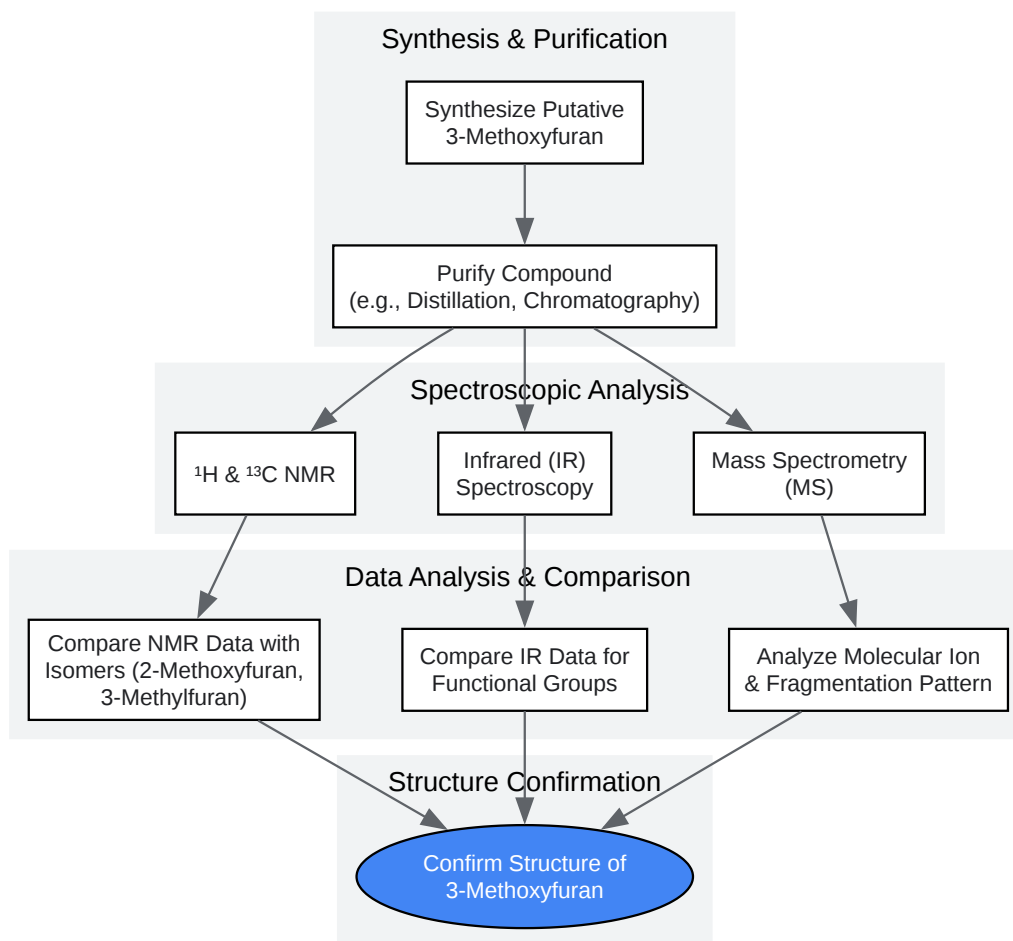 Synthesis & Purification
Synthesize Putative
3-Methoxyfuran
Purify Compound
(e.g., Distillation, Chromatography)
Spectroscopic Analysis
¹H & ¹³C NMR
Infrared (IR)
Spectroscopy
Mass Spectrometry
(MS)
Data Analysis & Comparison
Compare NMR Data with
Isomers (2-Methoxyfuran,
3-Methylfuran)
Compare IR Data for
Functional Groups
Analyze Molecular Ion
& Fragmentation Pattern
Structure Confirmation
Confirm Structure of
3-Methoxyfuran